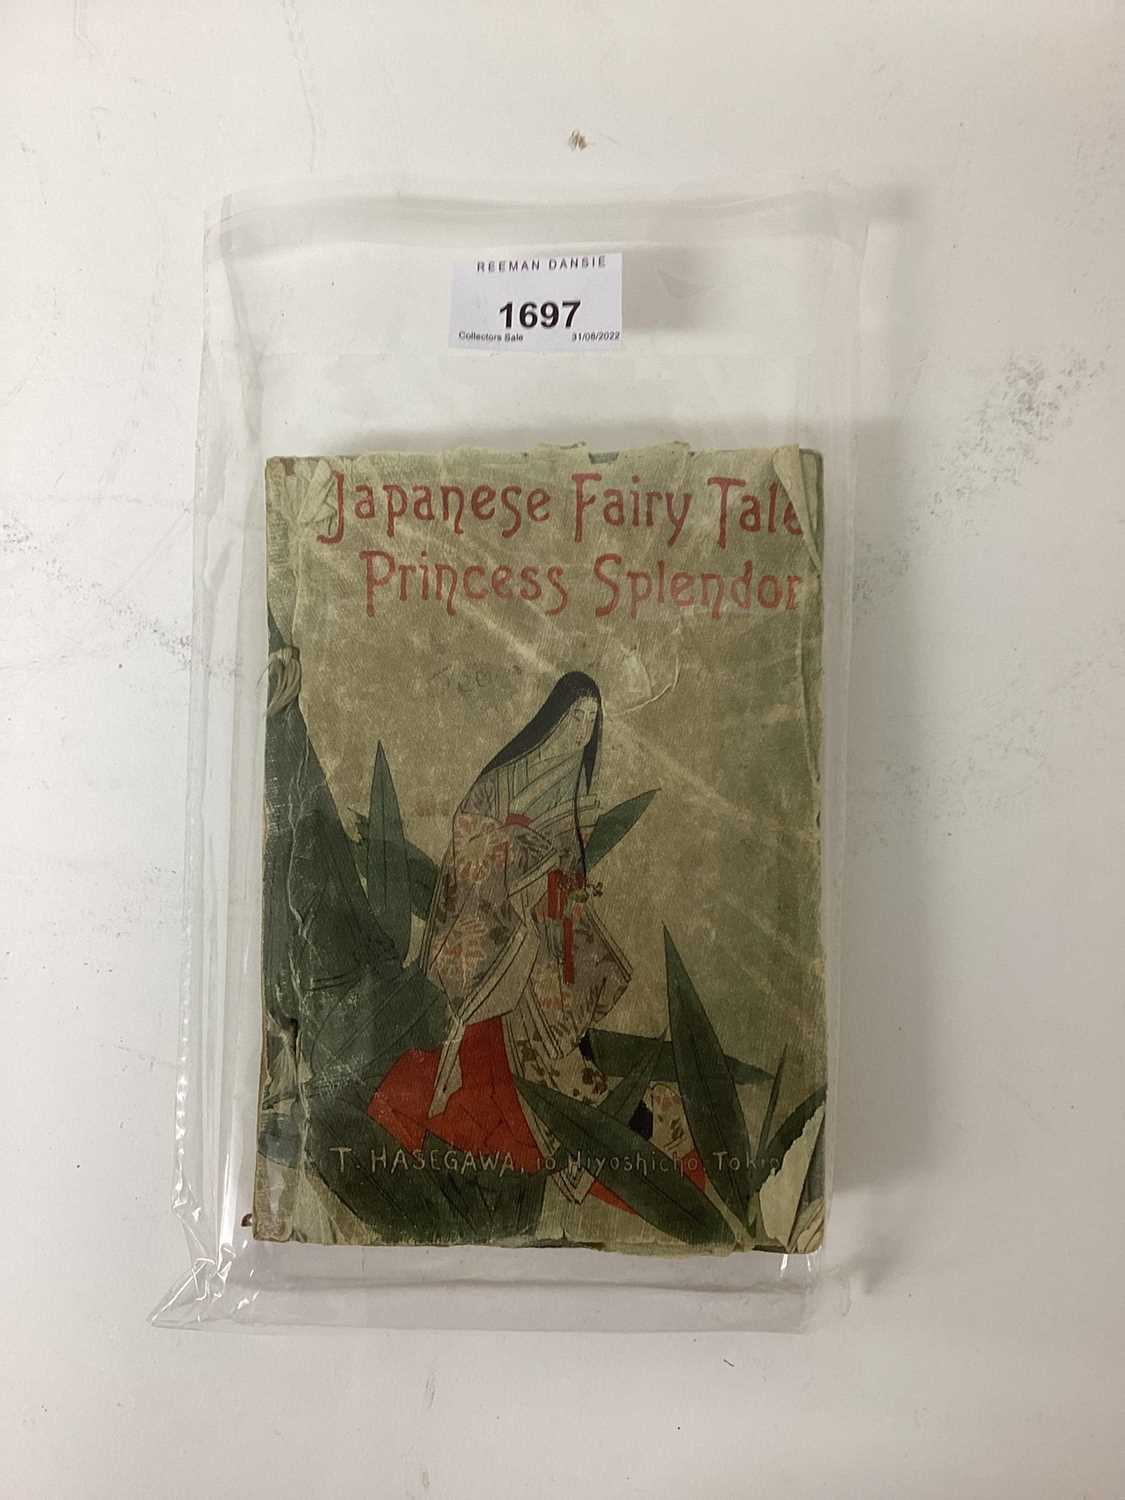 REEMAN DANSIE
1697
Collectors Sale 31/08/2022
Japanese Fairy Tale
Princess Splendor
T. HASEGAWA, 10 Hiyoshicho, Tokio